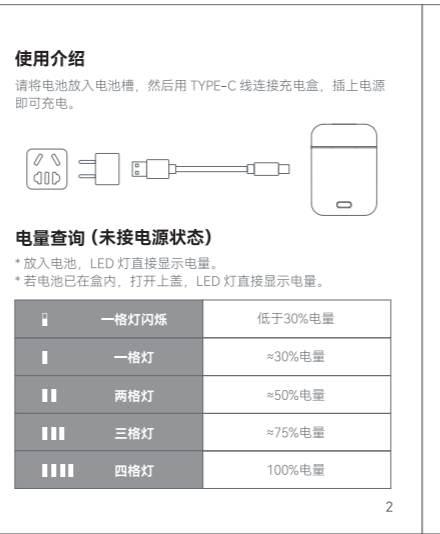 使用介绍
请将电池放入电池槽，然后用 TYPE-C 线连接充电盒，插上电源
即可充电。
电量查询（未接电源状态）
* 放入电池，LED 灯直接显示电量。
* 若电池已在盒内，打开上盖，LED 灯直接显示电量。
一格灯闪烁 低于30%电量
一格灯 ≈30%电量
两格灯 ≈50%电量
三格灯 ≈75%电量
四格灯 100%电量
2